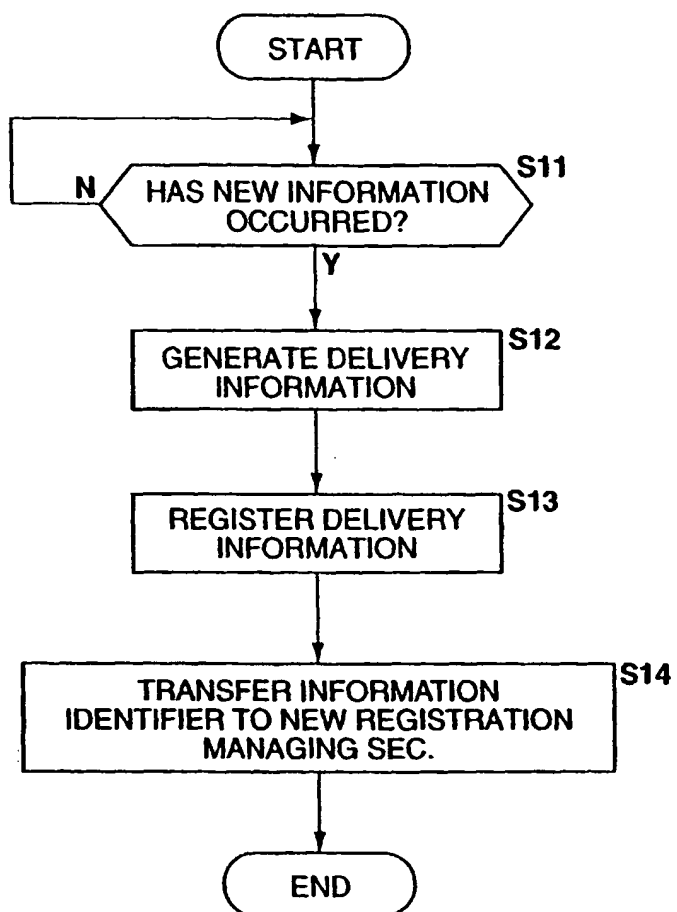 START
S11
N
HAS NEW INFORMATION
OCCURRED?
Y
S12
GENERATE DELIVERY
INFORMATION
S13
REGISTER DELIVERY
INFORMATION
S14
TRANSFER INFORMATION
IDENTIFIER TO NEW REGISTRATION
MANAGING SEC.
END